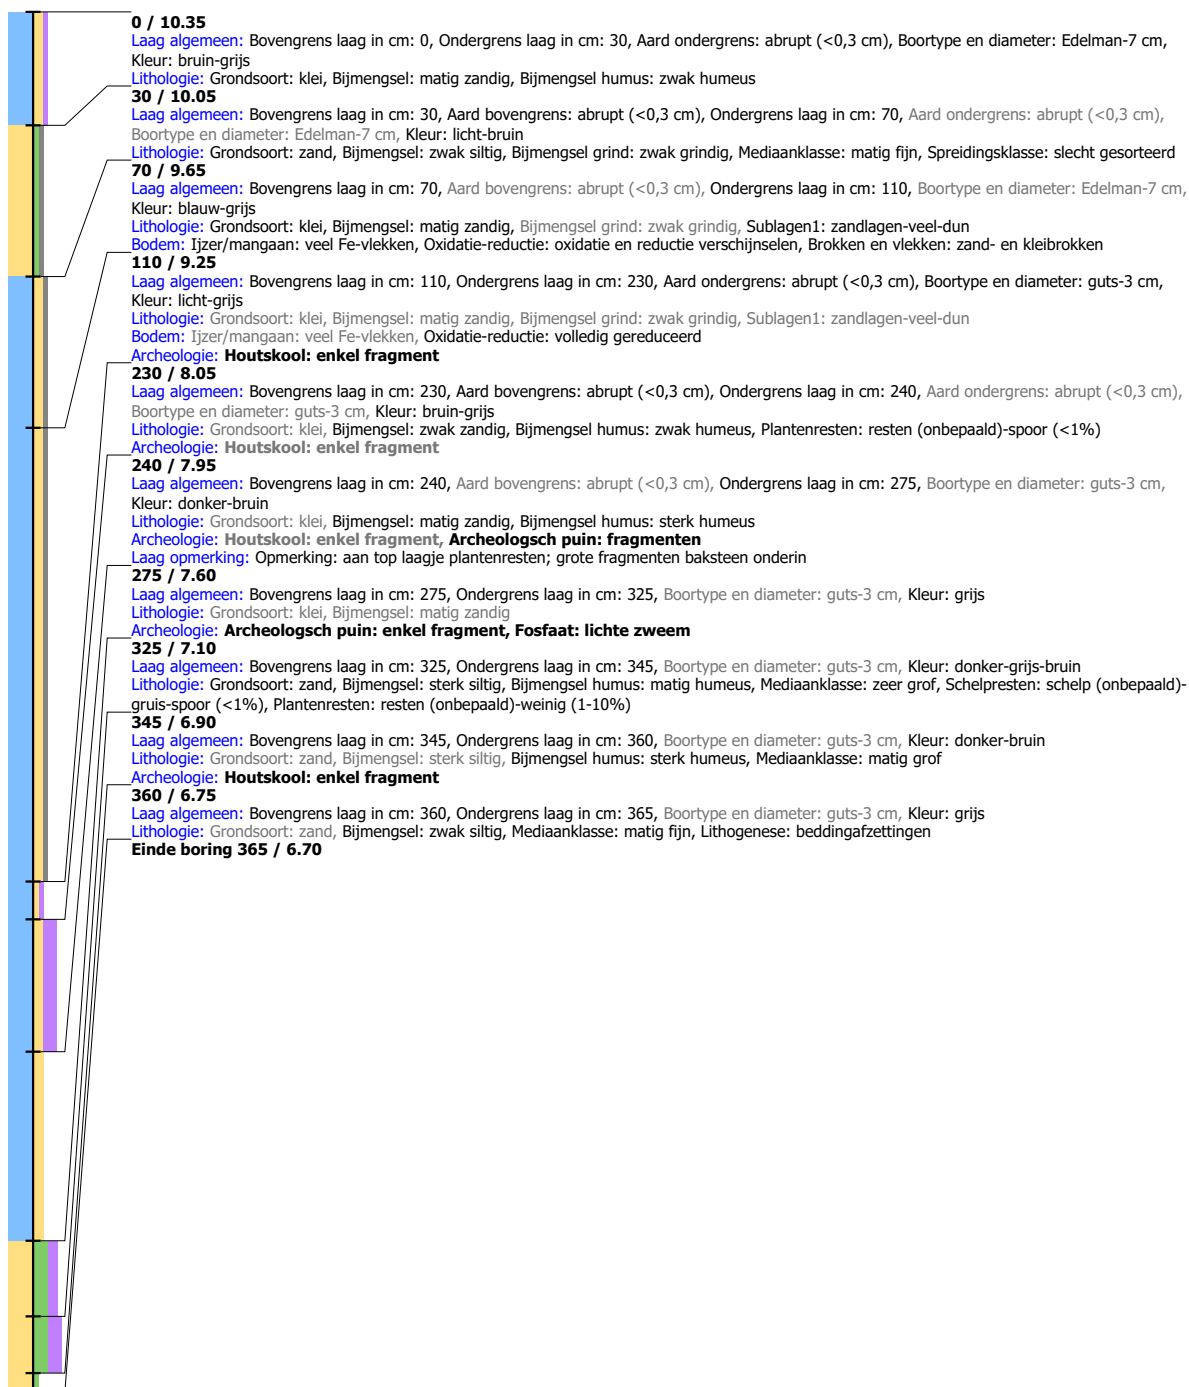 0 / 10.35
Laag algemeen: Bovengrens laag in cm: 0, Ondergrens laag in cm: 30, Aard ondergrens: abrupt (<0,3 cm), Boortype en diameter: Edelman-7 cm,
Kleur: bruin-grijs
Lithologie: Grondsoort: klei, Bijmengsel: matig zandig, Bijmengsel humus: zwak humeus
30 / 10.05
Laag algemeen: Bovengrens laag in cm: 30, Aard bovengrens: abrupt (<0,3 cm), Ondergrens laag in cm: 70, Aard ondergrens: abrupt (<0,3 cm),
Boortype en diameter: Edelman-7 cm, Kleur: licht-bruin
Lithologie: Grondsoort: zand, Bijmengsel: zwak siltig, Bijmengsel grind: zwak grindig, Mediaanklasse: matig fijn, Spreidingsklasse: slecht gesorteerd
70 / 9.65
Laag algemeen: Bovengrens laag in cm: 70, Aard bovengrens: abrupt (<0,3 cm), Ondergrens laag in cm: 110, Boortype en diameter: Edelman-7 cm,
Kleur: blauw-grijs
Lithologie: Grondsoort: klei, Bijmengsel: matig zandig, Bijmengsel grind: zwak grindig, Sublagen1: zandlagen-veel-dun
Bodem: Ijzer/mangaan: veel Fe-vlekken, Oxidatie-reductie: oxidatie en reductie verschijnselen, Brokken en vlekken: zand- en kleibrokken
110 / 9.25
Laag algemeen: Bovengrens laag in cm: 110, Ondergrens laag in cm: 230, Aard ondergrens: abrupt (<0,3 cm), Boortype en diameter: guts-3 cm,
Kleur: licht-grijs
Lithologie: Grondsoort: klei, Bijmengsel: matig zandig, Bijmengsel grind: zwak grindig, Sublagen1: zandlagen-veel-dun
Bodem: Ijzer/mangaan: veel Fe-vlekken, Oxidatie-reductie: volledig gereduceerd
Archeologie: Houtskool: enkel fragment
230 / 8.05
Laag algemeen: Bovengrens laag in cm: 230, Aard bovengrens: abrupt (<0,3 cm), Ondergrens laag in cm: 240, Aard ondergrens: abrupt (<0,3 cm),
Boortype en diameter: guts-3 cm, Kleur: bruin-grijs
Lithologie: Grondsoort: klei, Bijmengsel: zwak zandig, Bijmengsel humus: zwak humeus, Plantenresten: resten (onbepaald)-spoor (<1%)
Archeologie: Houtskool: enkel fragment
240 / 7.95
Laag algemeen: Bovengrens laag in cm: 240, Aard bovengrens: abrupt (<0,3 cm), Ondergrens laag in cm: 275, Boortype en diameter: guts-3 cm,
Kleur: donker-bruin
Lithologie: Grondsoort: klei, Bijmengsel: matig zandig, Bijmengsel humus: sterk humeus
Archeologie: Houtskool: enkel fragment, Archeologsch puin: fragmenten
Laag opmerking: Opmerking: aan top laagje plantenresten; grote fragmenten baksteen onderin
275 / 7.60
Laag algemeen: Bovengrens laag in cm: 275, Ondergrens laag in cm: 325, Boortype en diameter: guts-3 cm, Kleur: grijs
Lithologie: Grondsoort: klei, Bijmengsel: matig zandig
Archeologie: Archeologsch puin: enkel fragment, Fosfaat: lichte zweem
325 / 7.10
Laag algemeen: Bovengrens laag in cm: 325, Ondergrens laag in cm: 345, Boortype en diameter: guts-3 cm, Kleur: donker-grijs-bruin
Lithologie: Grondsoort: zand, Bijmengsel: sterk siltig, Bijmengsel humus: matig humeus, Mediaanklasse: zeer grof, Schelpresten: schelp (onbepaald)-
gruis-spoor (<1%), Plantenresten: resten (onbepaald)-weinig (1-10%)
345 / 6.90
Laag algemeen: Bovengrens laag in cm: 345, Ondergrens laag in cm: 360, Boortype en diameter: guts-3 cm, Kleur: donker-bruin
Lithologie: Grondsoort: zand, Bijmengsel: sterk siltig, Bijmengsel humus: sterk humeus, Mediaanklasse: matig grof
Archeologie: Houtskool: enkel fragment
360 / 6.75
Laag algemeen: Bovengrens laag in cm: 360, Ondergrens laag in cm: 365, Boortype en diameter: guts-3 cm, Kleur: grijs
Lithologie: Grondsoort: zand, Bijmengsel: zwak siltig, Mediaanklasse: matig fijn, Lithogenese: beddingafzettingen
Einde boring 365 / 6.70